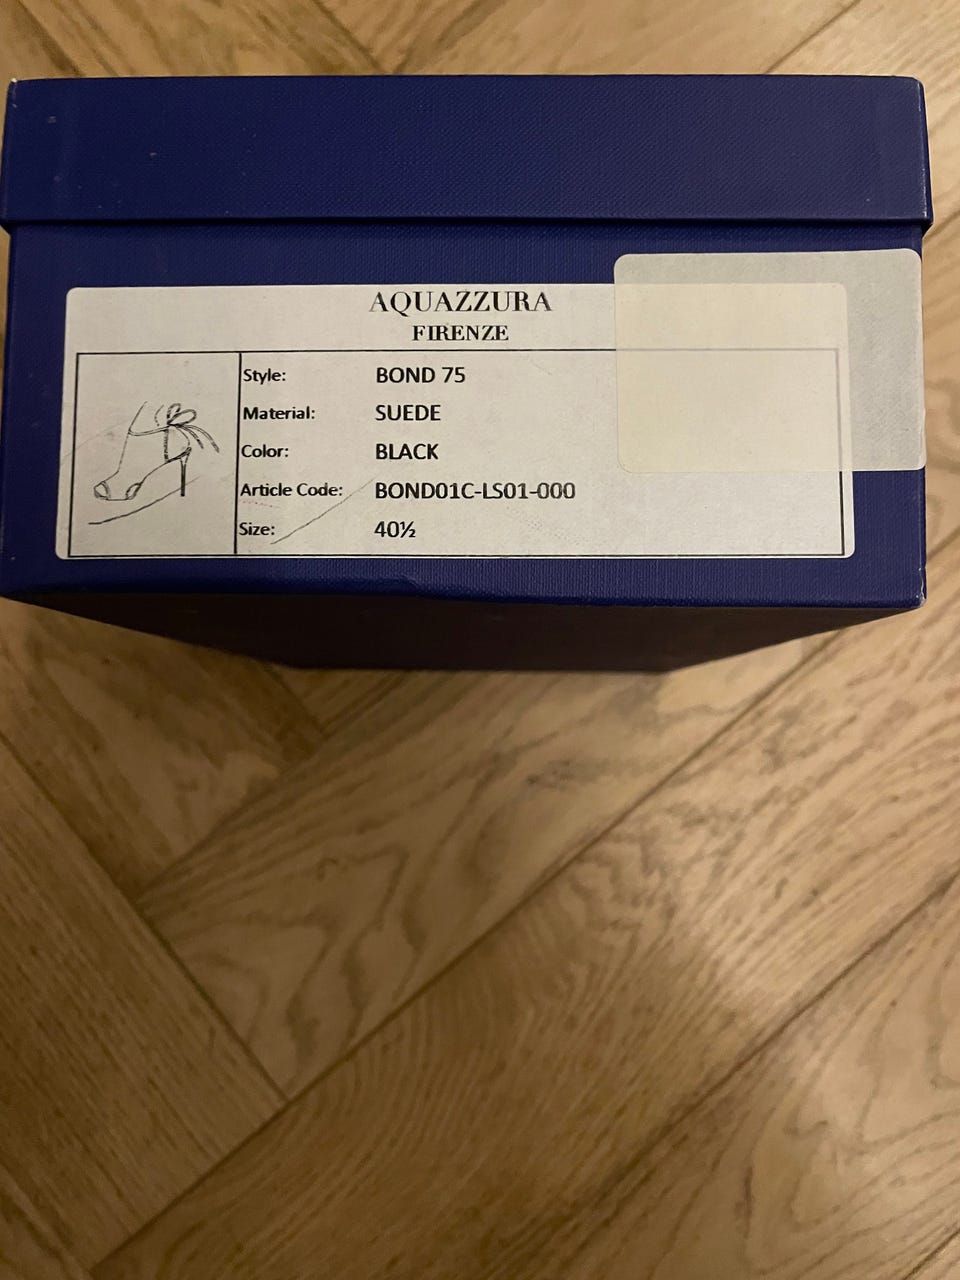 AQUAZZURA
FIRENZE
Style: BOND 75
Material: SUEDE
Color: BLACK
Article Code: BOND01C-LS01-000
Size: 40½